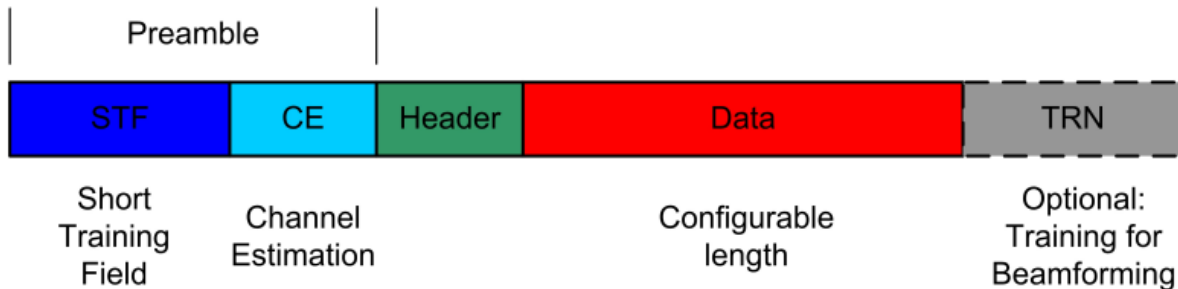 Preamble
STF
CE
Header
Data
TRN
Short
Training
Field
Channel
Estimation
Configurable
length
Optional:
Training for
Beamforming